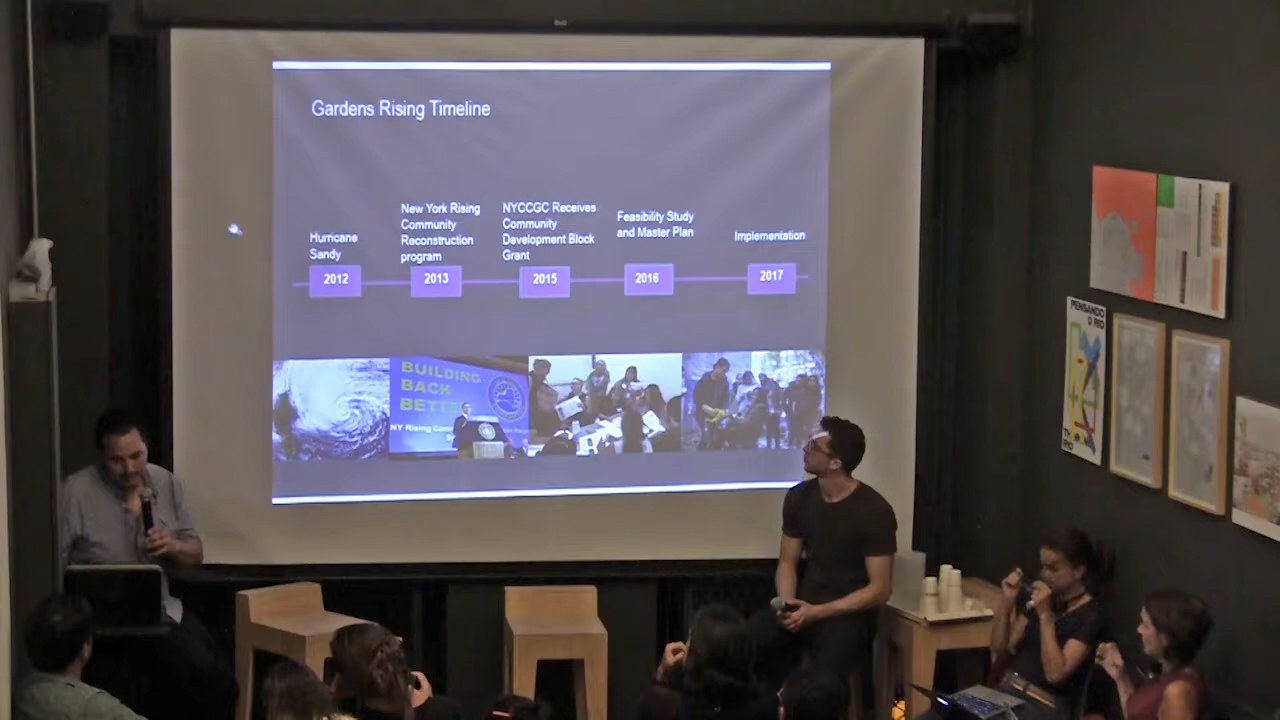 Gardens Rising Timeline
Hurricane
Sandy
2012
New York Rising
Community
Reconstruction
program
2013
NYCCGC Receives
Community
Development Block
Grant
2015
Feasibility Study
and Master Plan
2016
Implementation
2017
BUILDING
BACK
NY Rising
PENSANDO
O RIO